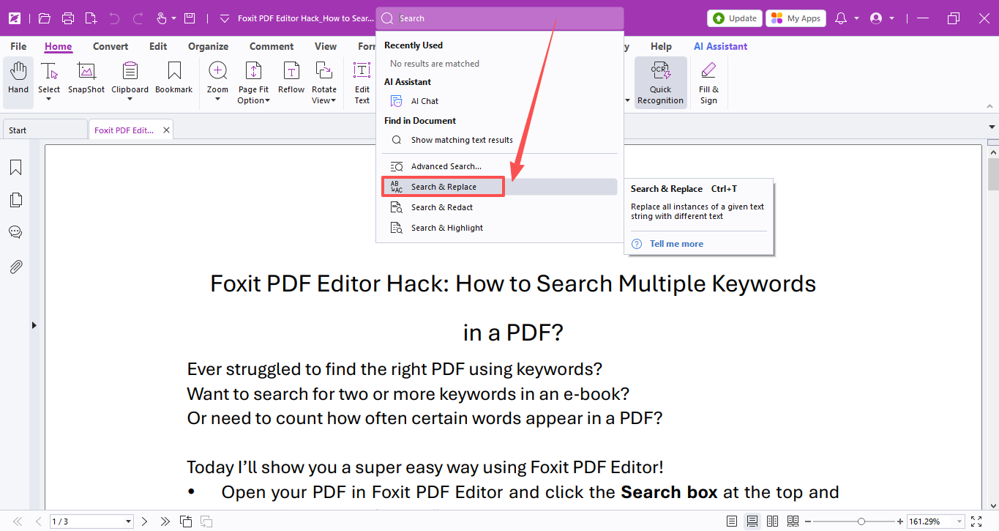 Foxit PDF Editor Hack_How to Sear...
Search
Update
My Apps
File
Home
Convert
Edit
Organize
Comment
View
Help
AI Assistant
Hand
Select
SnapShot
Clipboard
Bookmark
Zoom
Page Fit
Option
Reflow
Rotate
View
Edit
Text
OCR
Quick
Recognition
Fill &
Sign
Recently Used
No results are matched
AI Assistant
AI Chat
Find in Document
Show matching text results
Advanced Search...
AB
AC
Search & Replace
Search & Redact
Search & Highlight
Search & Replace Ctrl+T
Replace all instances of a given text
string with different text
Tell me more
Start
Foxit PDF Edit...
Foxit PDF Editor Hack: How to Search Multiple Keywords
in a PDF?
Ever struggled to find the right PDF using keywords?
Want to search for two or more keywords in an e-book?
Or need to count how often certain words appear in a PDF?
Today I’ll show you a super easy way using Foxit PDF Editor!
• Open your PDF in Foxit PDF Editor and click the Search box at the top and
1 / 3
161.29%